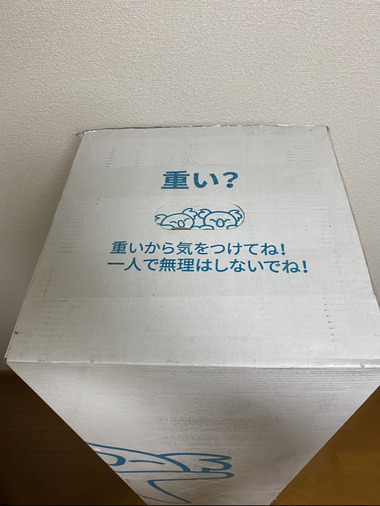 重い？
重いから気をつけてね！
一人で無理はしないでね！